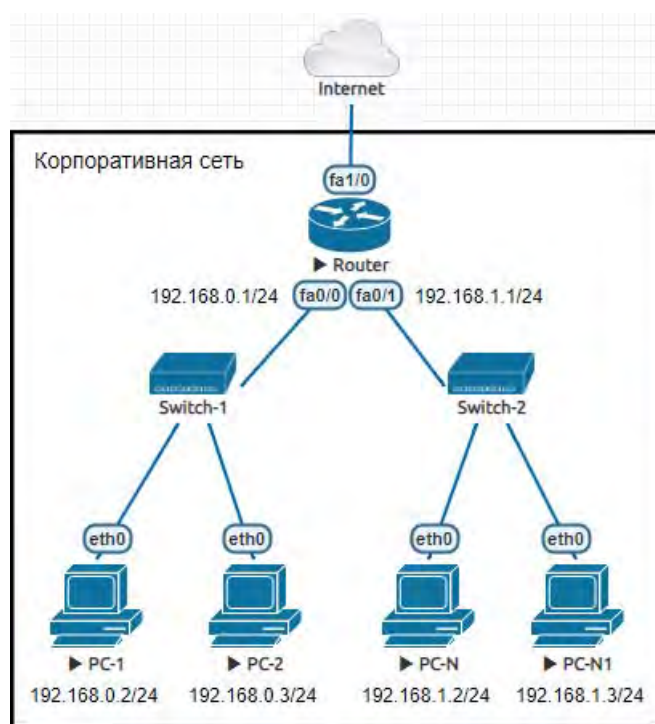 Internet
Корпоративная сеть
fa1/0
▶ Router
192.168.0.1/24 fa0/0 fa0/1 192.168.1.1/24
Switch-1 Switch-2
eth0 eth0 eth0 eth0
▶ PC-1 ▶ PC-2 ▶ PC-N ▶ PC-N1
192.168.0.2/24 192.168.0.3/24 192.168.1.2/24 192.168.1.3/24